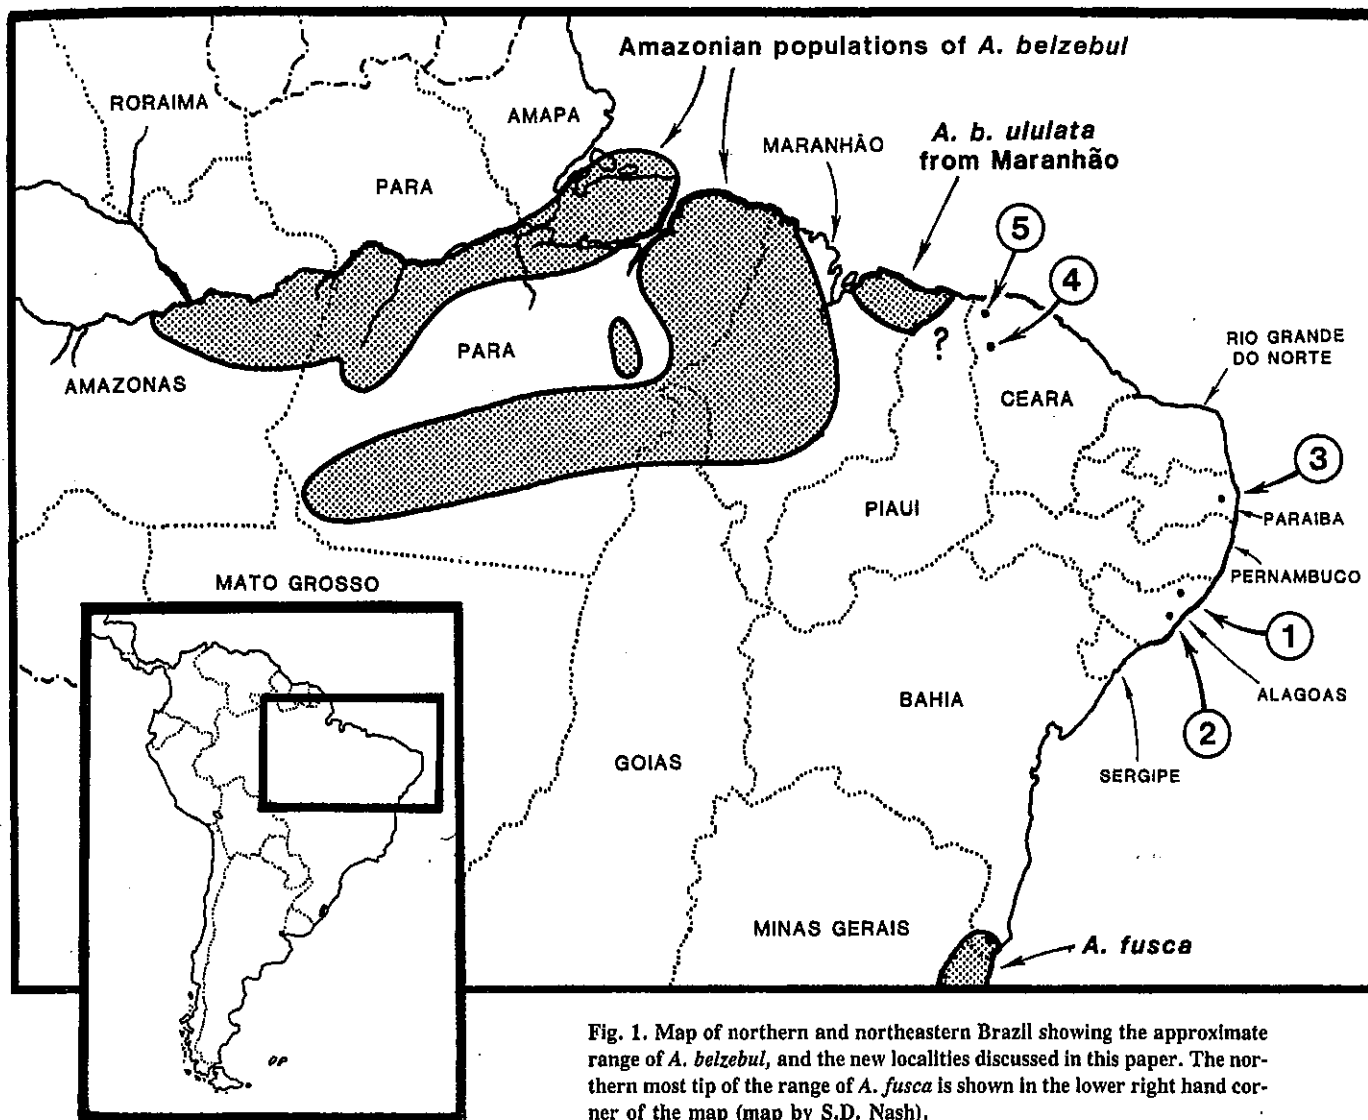 Amazonian populations of A. belzebul
RORAIMA
AMAPA
MARANHÃO
A. b. ululata
from Maranhão
PARA
5
4
PARA
?
AMAZONAS
RIO GRANDE
DO NORTE
CEARA
3
PIAUI
PARAIBA
MATO GROSSO
PERNAMBUCO
1
BAHIA
ALAGOAS
2
GOIAS
SERGIPE
MINAS GERAIS
A. fusca
Fig. 1. Map of northern and northeastern Brazil showing the approximate
range of A. belzebul, and the new localities discussed in this paper. The nor-
thern most tip of the range of A. fusca is shown in the lower right hand cor-
ner of the map (map by S.D. Nash).